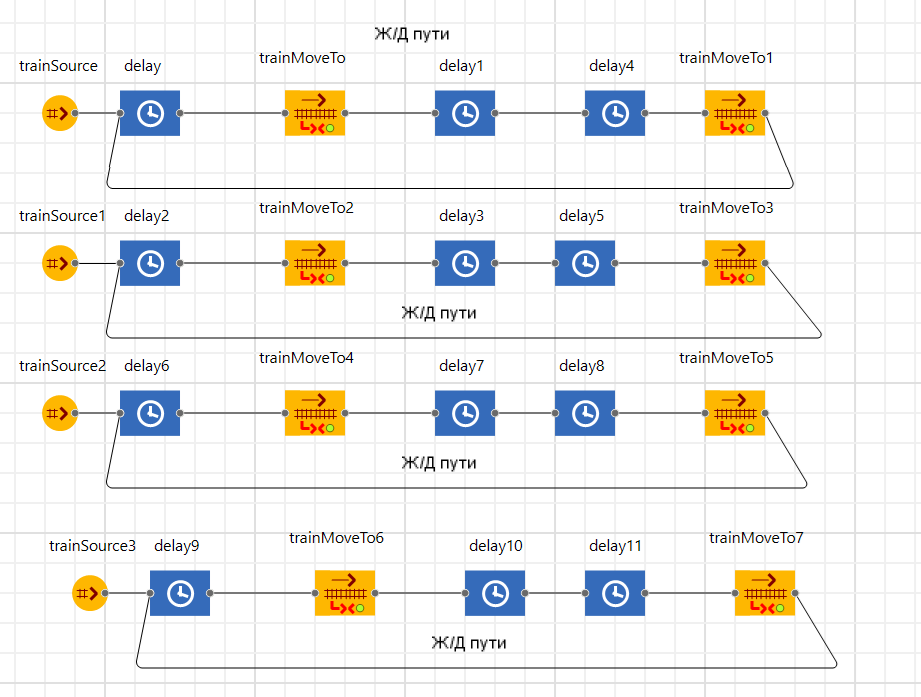 Ж/Д пути
trainSource delay trainMoveTo delay1 delay4 trainMoveTo1
trainSource1 delay2 trainMoveTo2 delay3 delay5 trainMoveTo3
Ж/Д пути
trainSource2 delay6 trainMoveTo4 delay7 delay8 trainMoveTo5
Ж/Д пути
trainSource3 delay9 trainMoveTo6 delay10 delay11 trainMoveTo7
Ж/Д пути